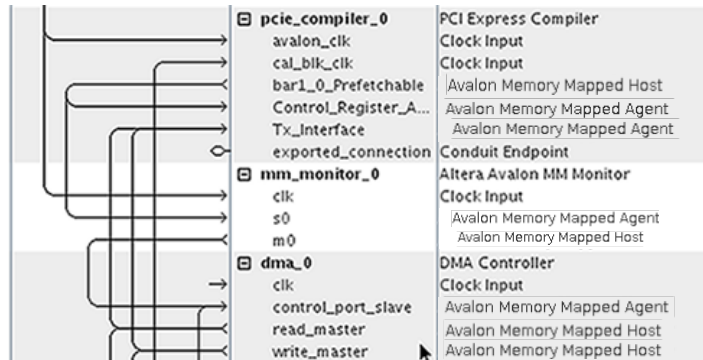 pcie_compiler_0 PCI Express Compiler
avalon_clk Clock Input
cal_blk_clk Clock Input
bar1_0_Prefetchable Avalon Memory Mapped Host
Control_Register_A... Avalon Memory Mapped Agent
Tx_Interface Avalon Memory Mapped Agent
exported_connection Conduit Endpoint
mm_monitor_0 Altera Avalon MM Monitor
clk Clock Input
s0 Avalon Memory Mapped Agent
m0 Avalon Memory Mapped Host
dma_0 DMA Controller
clk Clock Input
control_port_slave Avalon Memory Mapped Agent
read_master Avalon Memory Mapped Host
write_master Avalon Memory Mapped Host